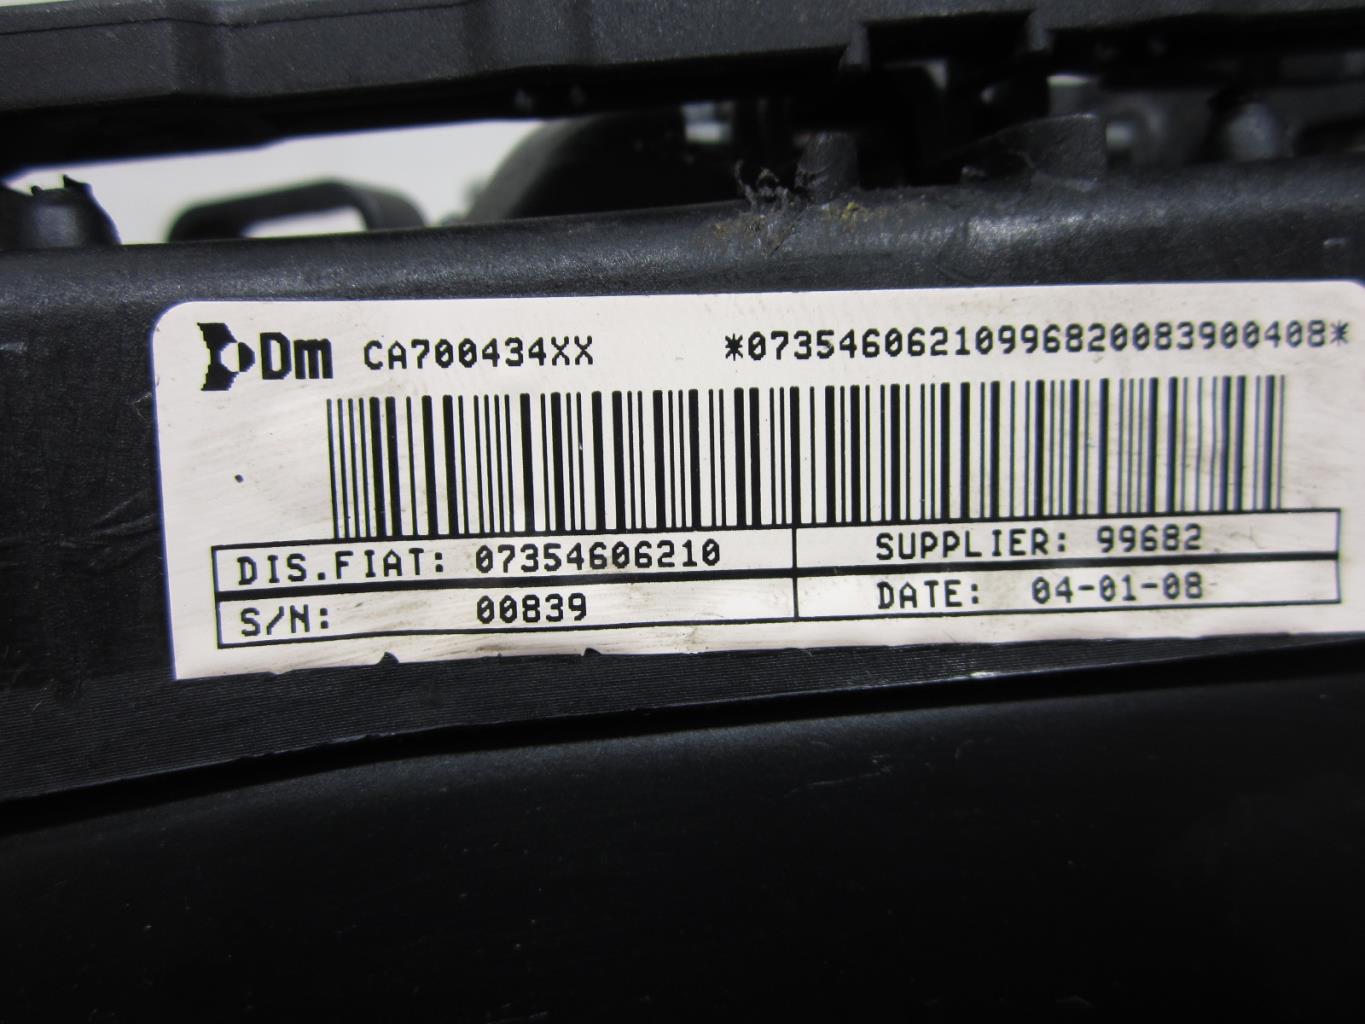 Dm CA700434XX *07354606210996820083900408*
DIS.FIAT: 07354606210 SUPPLIER: 99682
S/N: 00839 DATE: 04-01-08